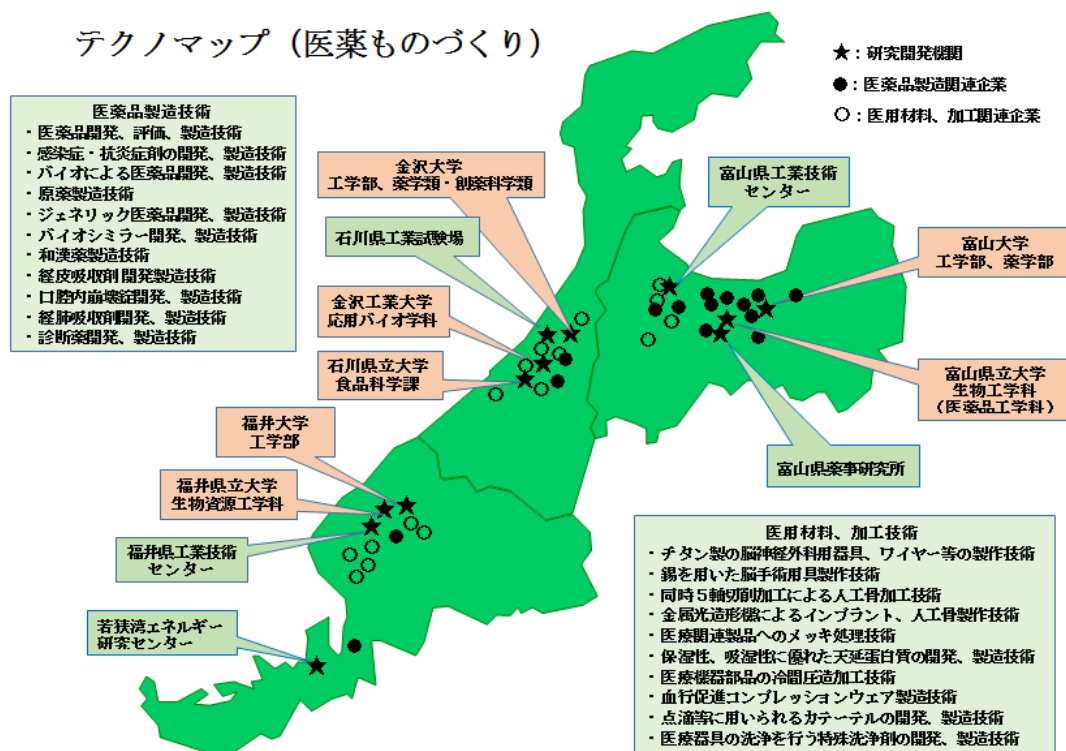 テクノマップ（医薬ものづくり）
★：研究開発機関
●：医薬品製造関連企業
○：医用材料、加工関連企業
医薬品製造技術
・医薬品開発、評価、製造技術
・感染症・抗炎症剤の開発、製造技術
・バイオによる医薬品開発、製造技術
・原薬製造技術
・ジェネリック医薬品開発、製造技術
・バイオシミラー開発、製造技術
・和漢薬製造技術
・経皮吸収剤開発製造技術
・口腔内崩壊錠開発、製造技術
・経肺吸収剤開発、製造技術
・診断薬開発、製造技術
金沢大学
工学部、薬学類・創薬科学類
石川県工業試験場
金沢工業大学
応用バイオ学科
石川県立大学
食品科学課
富山県工業技術
センター
富山大学
工学部、薬学部
富山県立大学
生物工学科
（医薬品工学科）
富山県薬事研究所
福井大学
工学部
福井県立大学
生物資源工学科
福井県工業技術
センター
若狭湾エネルギー
研究センター
医用材料、加工技術
・チタン製の脳神経外科用器具、ワイヤー等の製作技術
・錫を用いた脳手術用具製作技術
・同時５軸切削加工による人工骨加工技術
・金属光造形機によるインプラント、人工骨製作技術
・医療関連製品へのメッキ処理技術
・保湿性、吸湿性に優れた天延蛋白質の開発、製造技術
・医療機器部品の冷間圧造加工技術
・血行促進コンプレッションウェア製造技術
・点滴等に用いられるカテーテルの開発、製造技術
・医療器具の洗浄を行う特殊洗浄剤の開発、製造技術